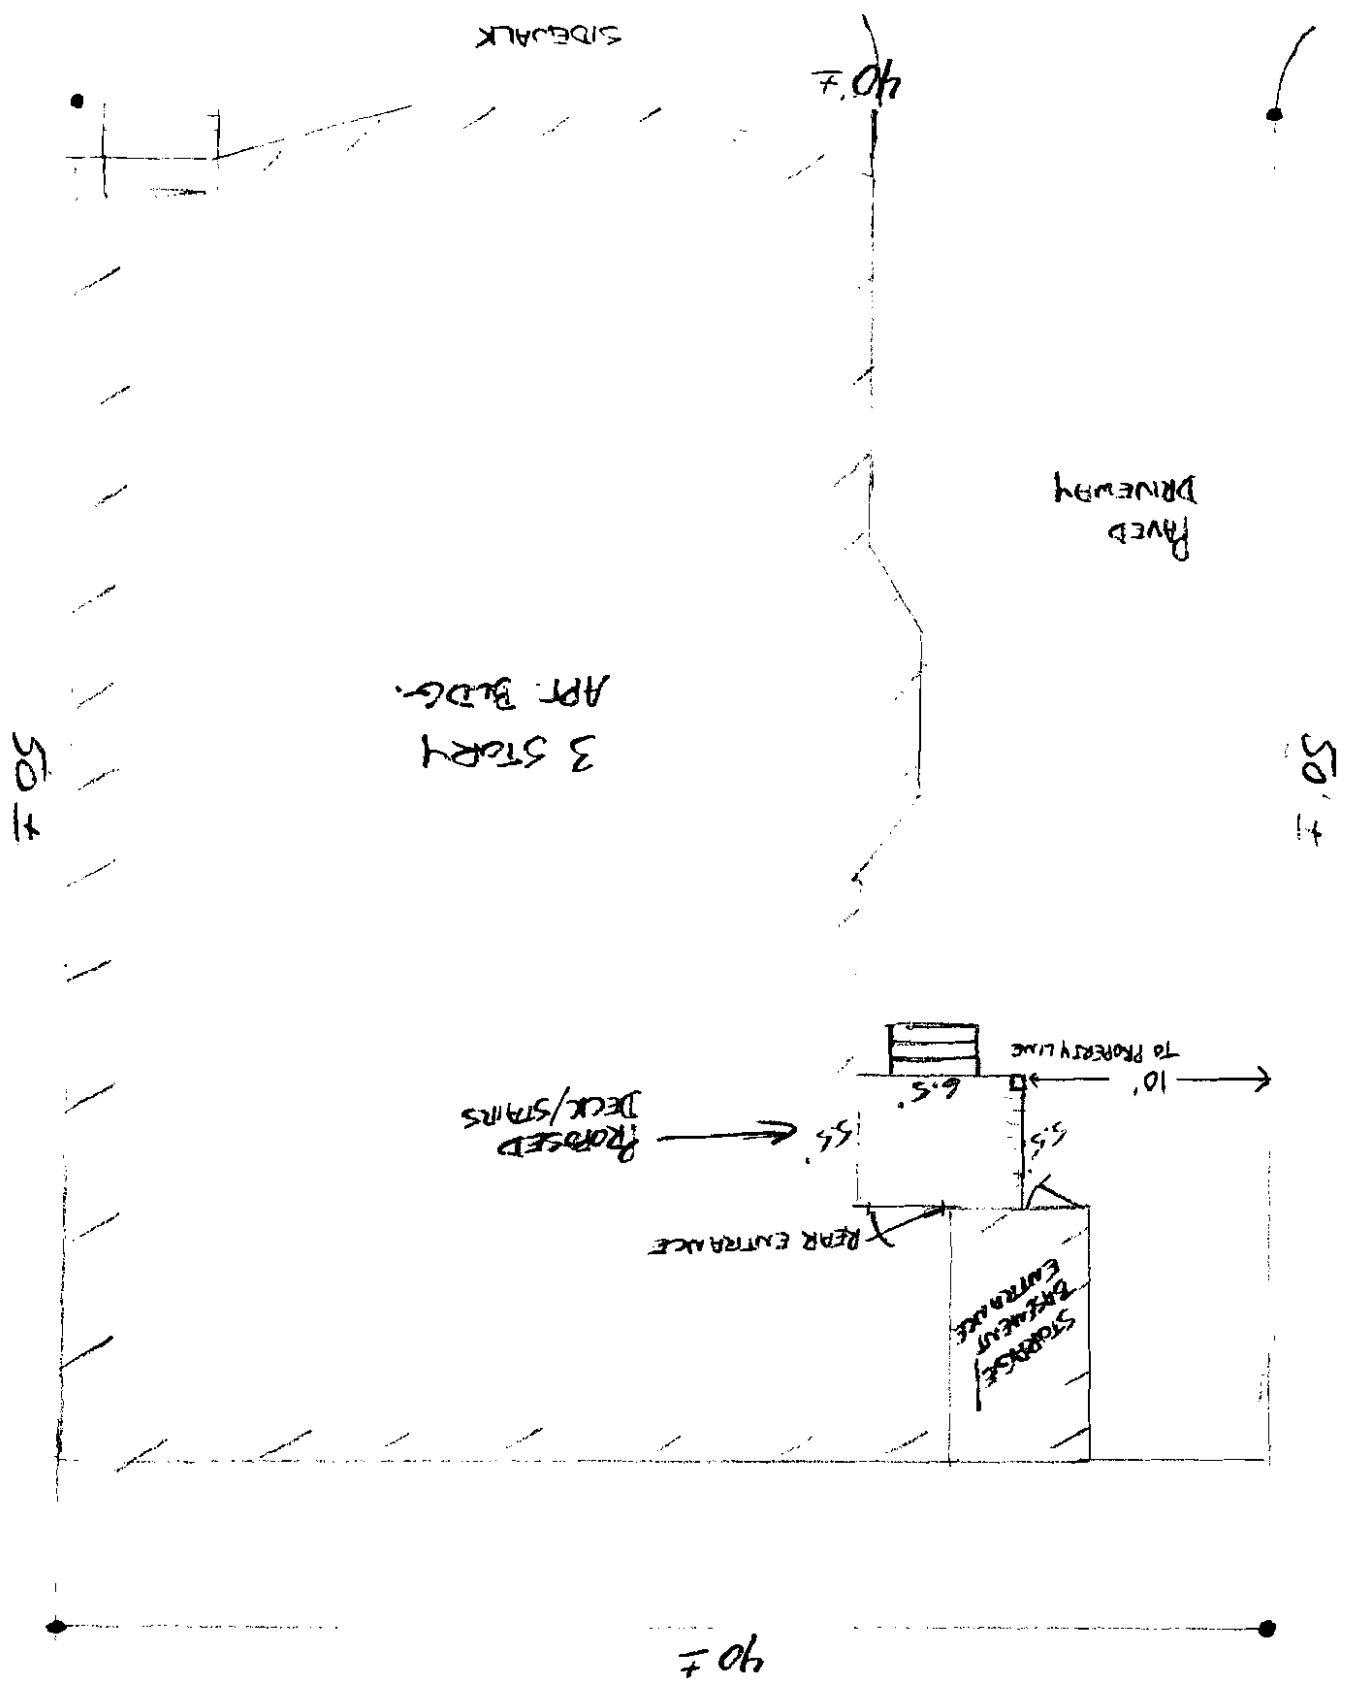 40 ±
STORAGE
BASEMENT
ENTRANCE
REAR ENTRANCE
5.5'
5.5'
PROPOSED
DECK/STAIRS
6.5'
10'
TO PROPERTY LINE
50' ±
3 STORY
APT. BLDG.
50 ±
PAVED
DRIVEWAY
40' ±
SIDEWALK